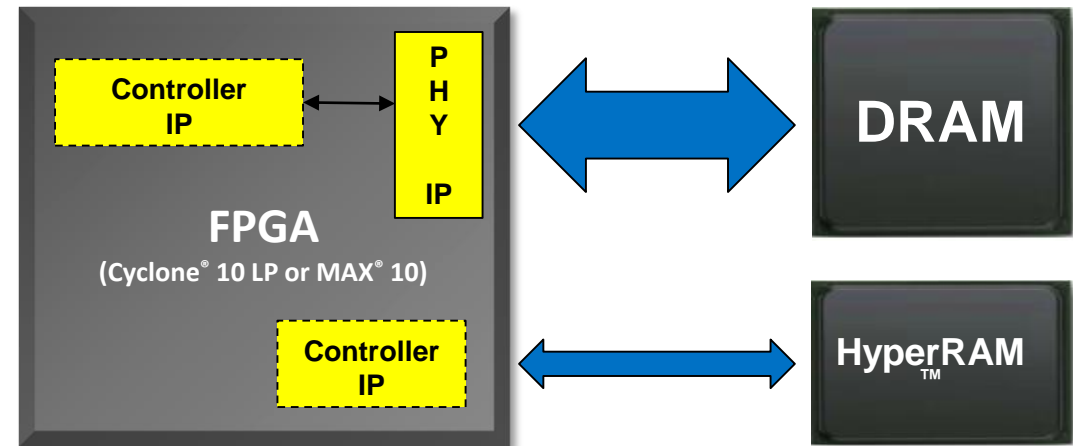 Controller
IP
P
H
Y
IP
DRAM
FPGA
(Cyclone® 10 LP or MAX® 10)
Controller
IP
HyperRAM
TM